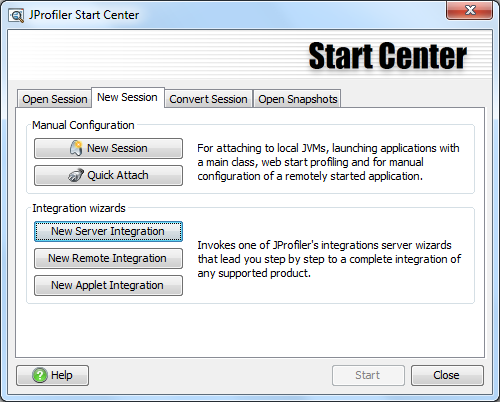 JProfiler Start Center
Start Center
Open Session New Session Convert Session Open Snapshots
Manual Configuration
New Session
Quick Attach
For attaching to local JVMs, launching applications with
a main class, web start profiling and for manual
configuration of a remotely started application.
Integration wizards
New Server Integration
New Remote Integration
New Applet Integration
Invokes one of JProfiler's integrations server wizards
that lead you step by step to a complete integration of
any supported product.
Help Start Close